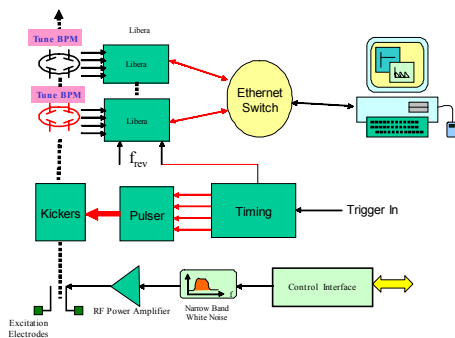 Libera
Tune BPM
Libera
Ethernet
Switch
Tune BPM
Libera
f rev
Kickers
Pulser
Timing
Trigger In
f
Control Interface
RF Power Amplifier
Narrow Band
White Noise
Excitation
Electrodes